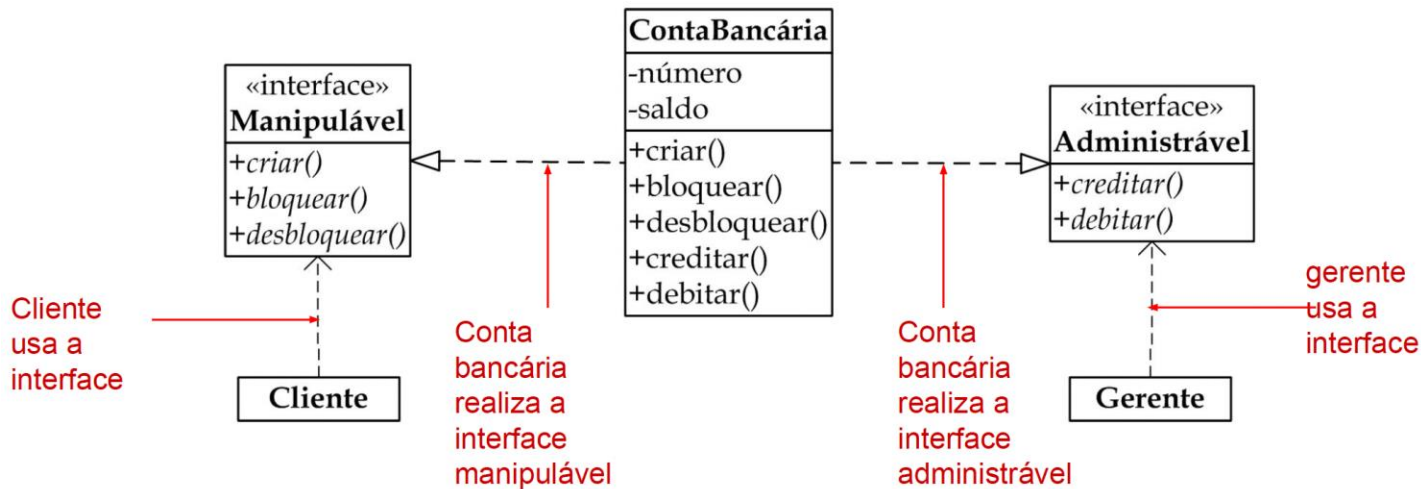 «interface»
Manipulável
+criar()
+bloquear()
+desbloquear()
ContaBancária
-número
-saldo
+criar()
+bloquear()
+desbloquear()
+creditar()
+debitar()
«interface»
Administrável
+creditar()
+debitar()
Cliente
usa a
interface
Cliente
Conta
bancária
realiza a
interface
manipulável
Conta
bancária
realiza a
interface
administrável
Gerente
gerente
usa a
interface